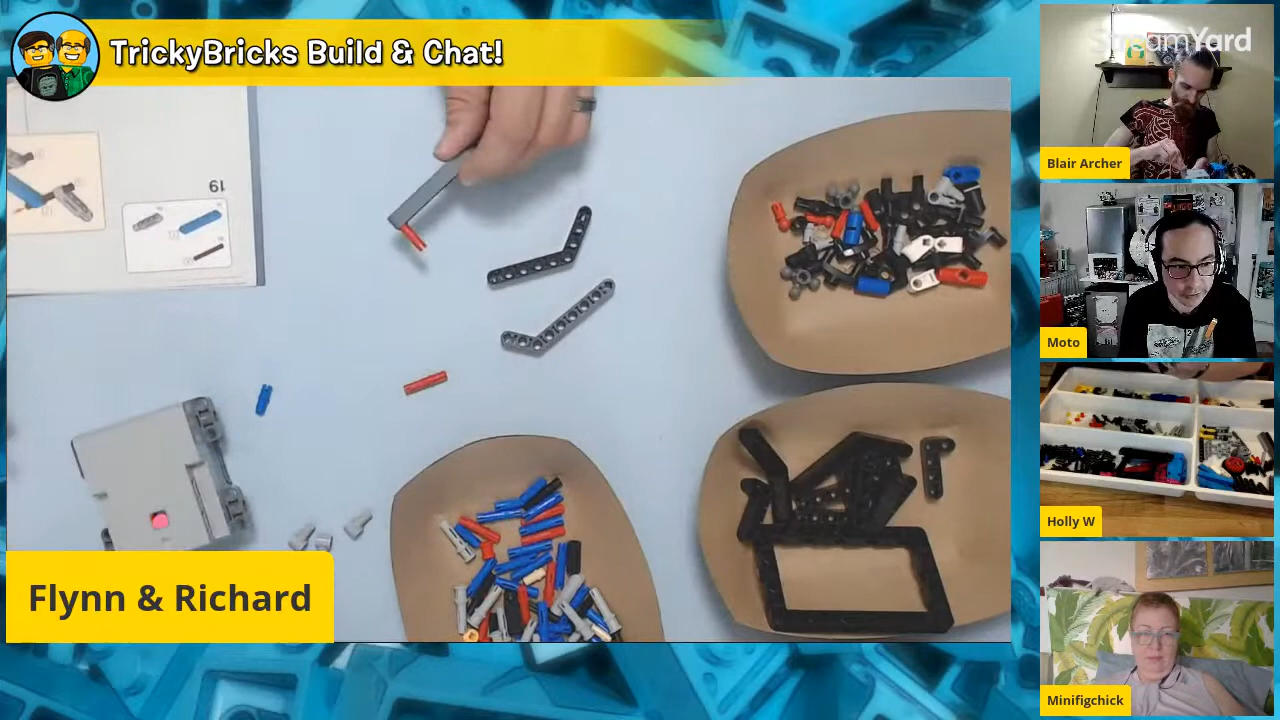 TrickyBricks Build & Chat!
StreamYard
19
Blair Archer
Moto
Holly W
Flynn & Richard
Minifigchick